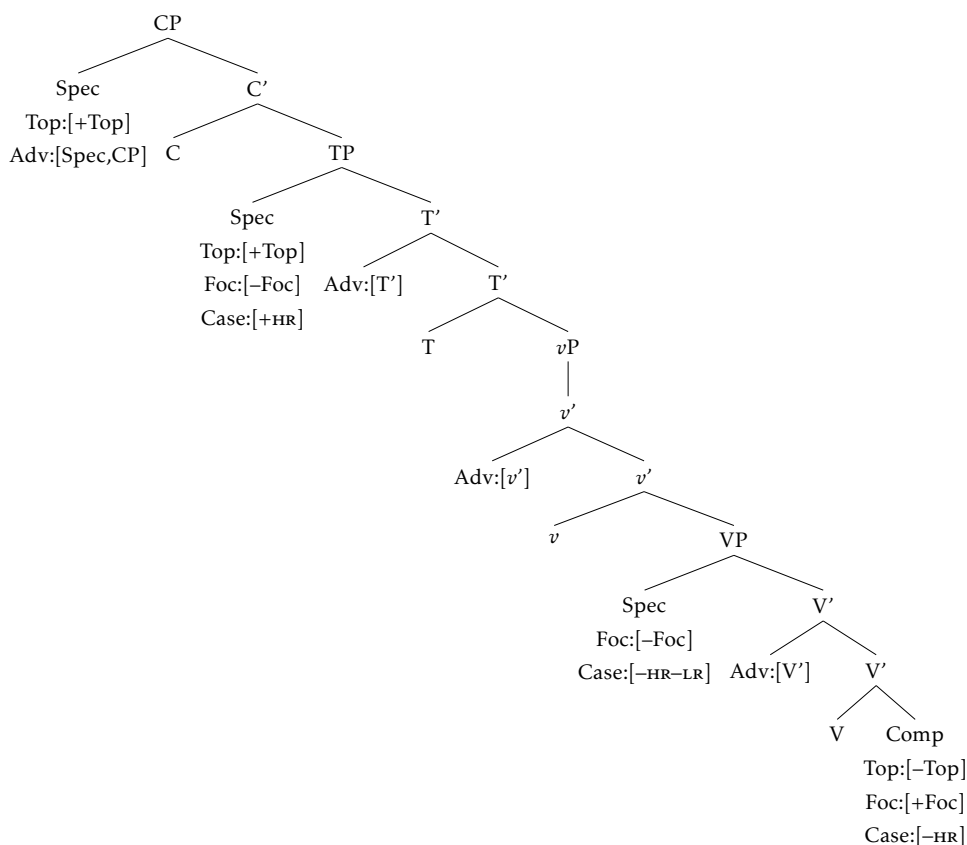 CP
Spec C’
Top:[+Top]
Adv:[Spec,CP] C TP
Spec T’
Top:[+Top]
Foc:[–Foc] Adv:[T’] T’
Case:[+HR]
T vP
v’
Adv:[v’] v’
v VP
Spec V’
Foc:[–Foc]
Case:[–HR–LR] Adv:[V’] V’
V Comp
Top:[–Top]
Foc:[+Foc]
Case:[–HR]